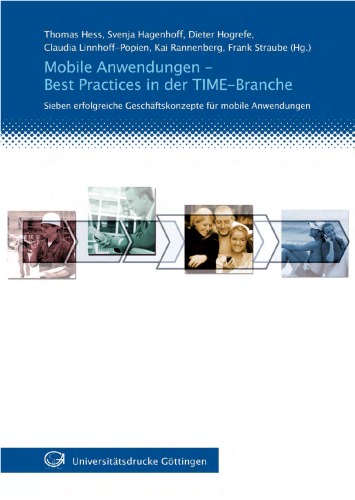 Thomas Hess, Svenja Hagenhoff, Dieter Hogrefe,
Claudia Linnhoff-Popien, Kai Rannenberg, Frank Straube (Hg.)
Mobile Anwendungen –
Best Practices in der TIME-Branche
Sieben erfolgreiche Geschäftskonzepte für mobile Anwendungen
Universitätsdrucke Göttingen